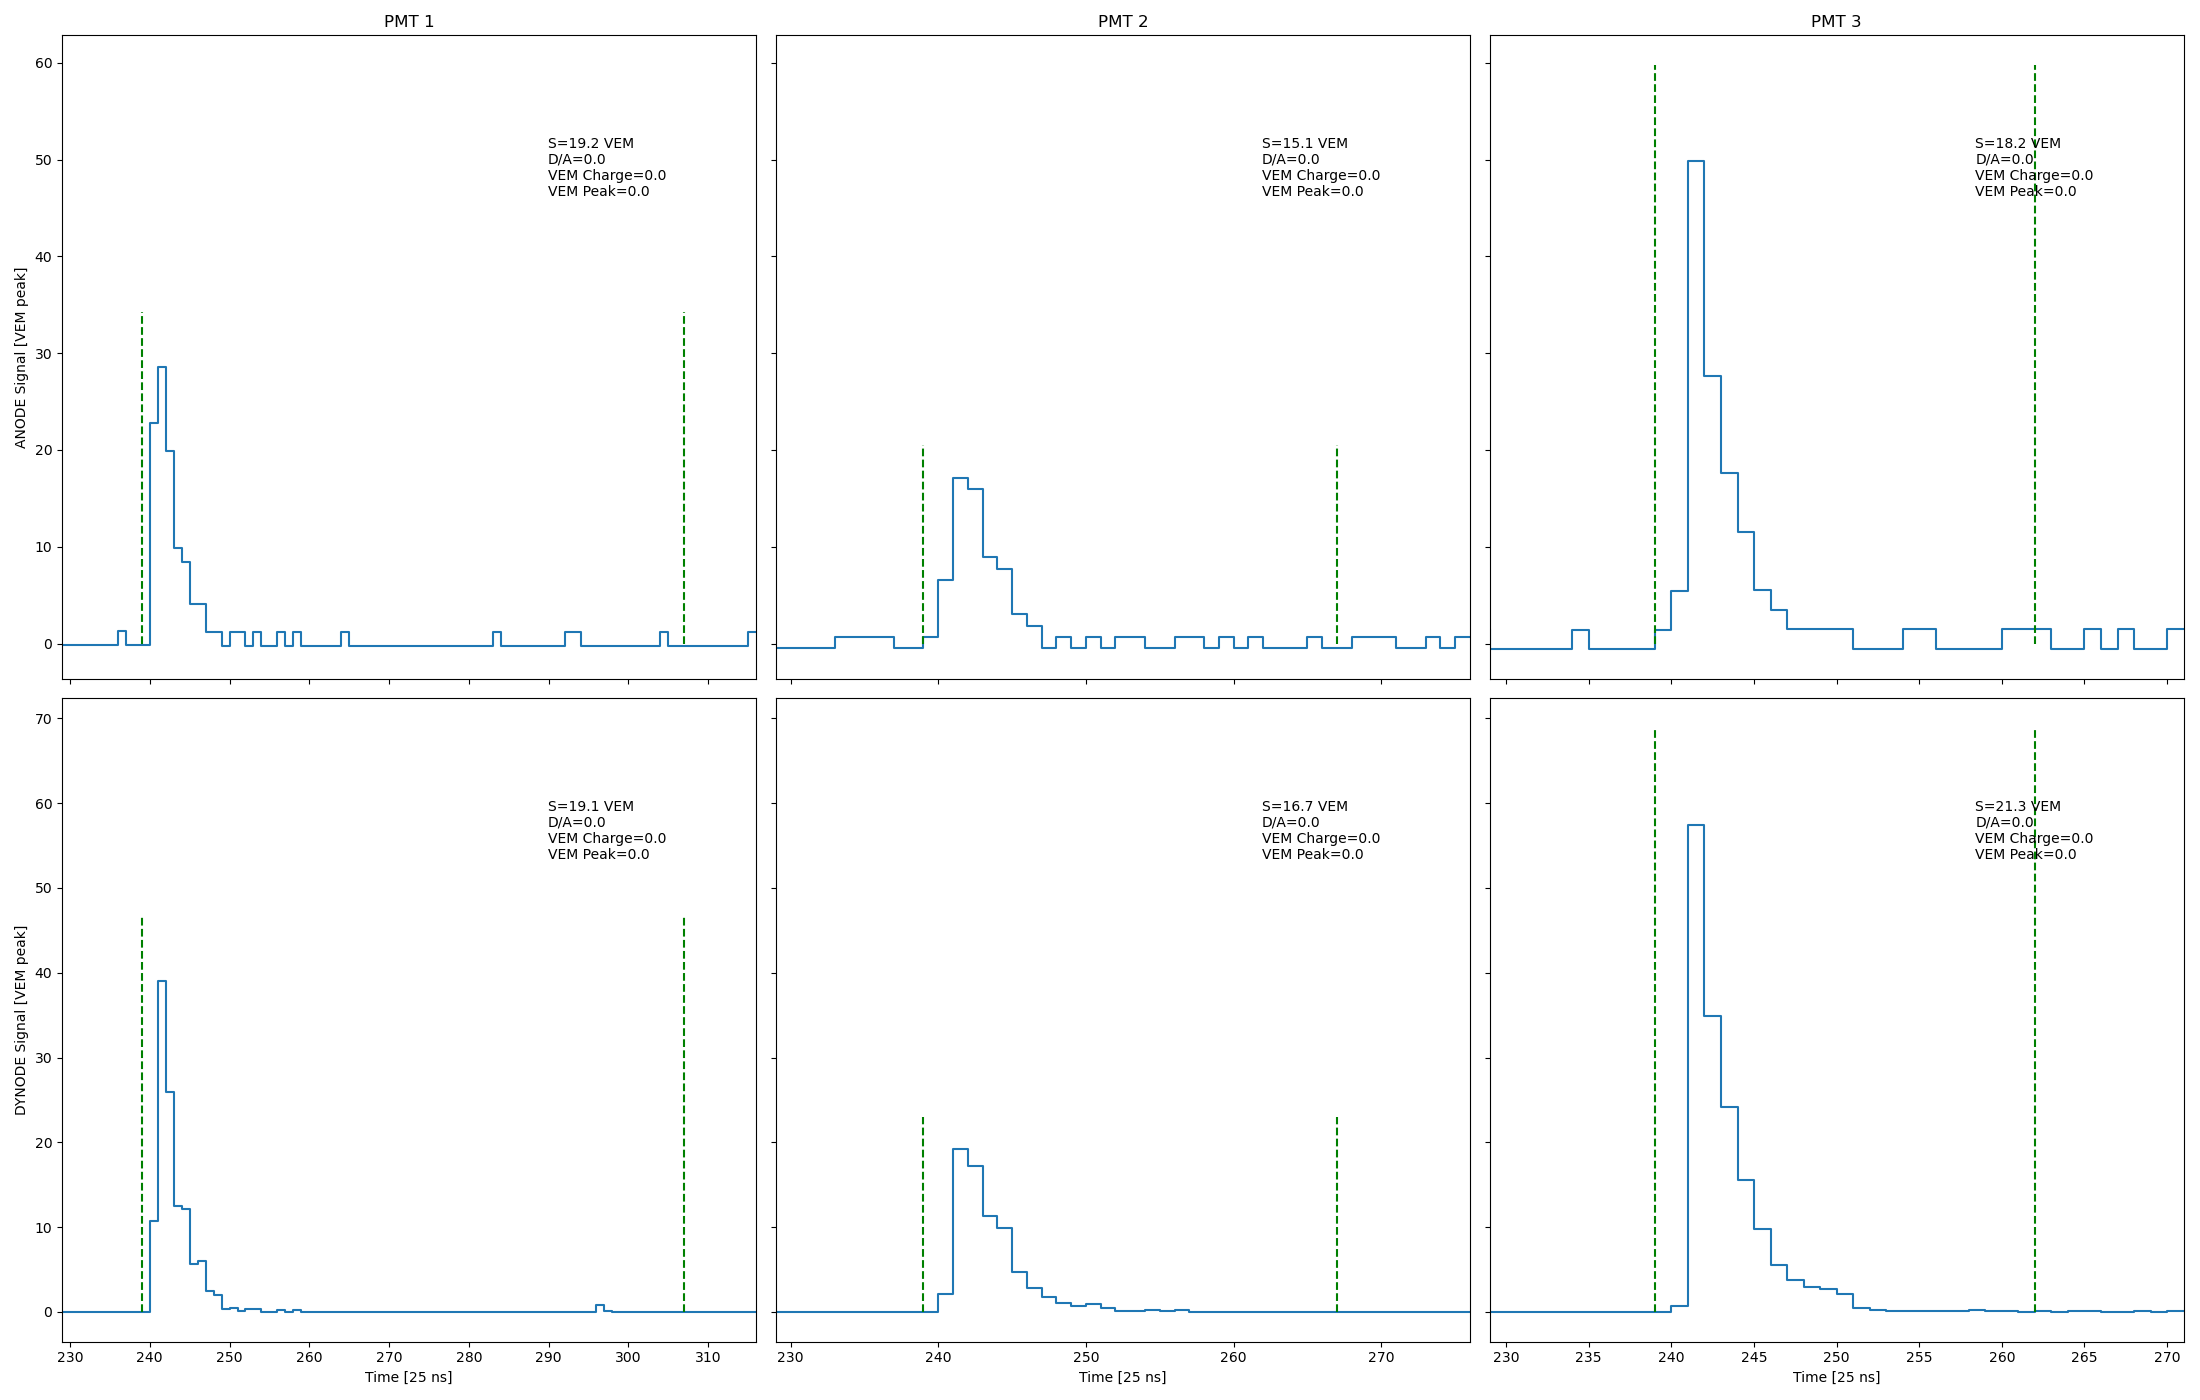 PMT 1
PMT 2
PMT 3
60
50
40
30
20
10
0
ANODE Signal [VEM peak]
S=19.2 VEM
D/A=0.0
VEM Charge=0.0
VEM Peak=0.0
S=15.1 VEM
D/A=0.0
VEM Charge=0.0
VEM Peak=0.0
S=18.2 VEM
D/A=0.0
VEM Charge=0.0
VEM Peak=0.0
70
60
50
40
30
20
10
0
DYNODE Signal [VEM peak]
S=19.1 VEM
D/A=0.0
VEM Charge=0.0
VEM Peak=0.0
S=16.7 VEM
D/A=0.0
VEM Charge=0.0
VEM Peak=0.0
S=21.3 VEM
D/A=0.0
VEM Charge=0.0
VEM Peak=0.0
230 240 250 260 270 280 290 300 310
Time [25 ns]
230 240 250 260 270
Time [25 ns]
230 235 240 245 250 255 260 265 270
Time [25 ns]